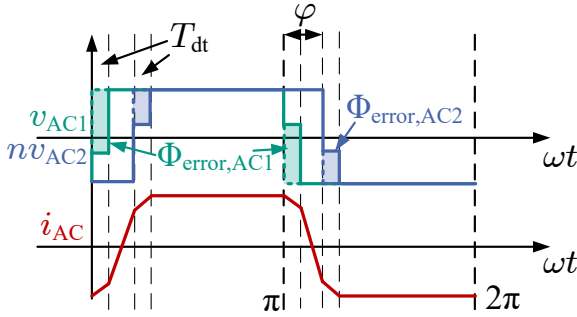 T_dt
φ
v_AC1
nv_AC2
Φ_error,AC1
Φ_error,AC2
ωt
i_AC
ωt
π
2π